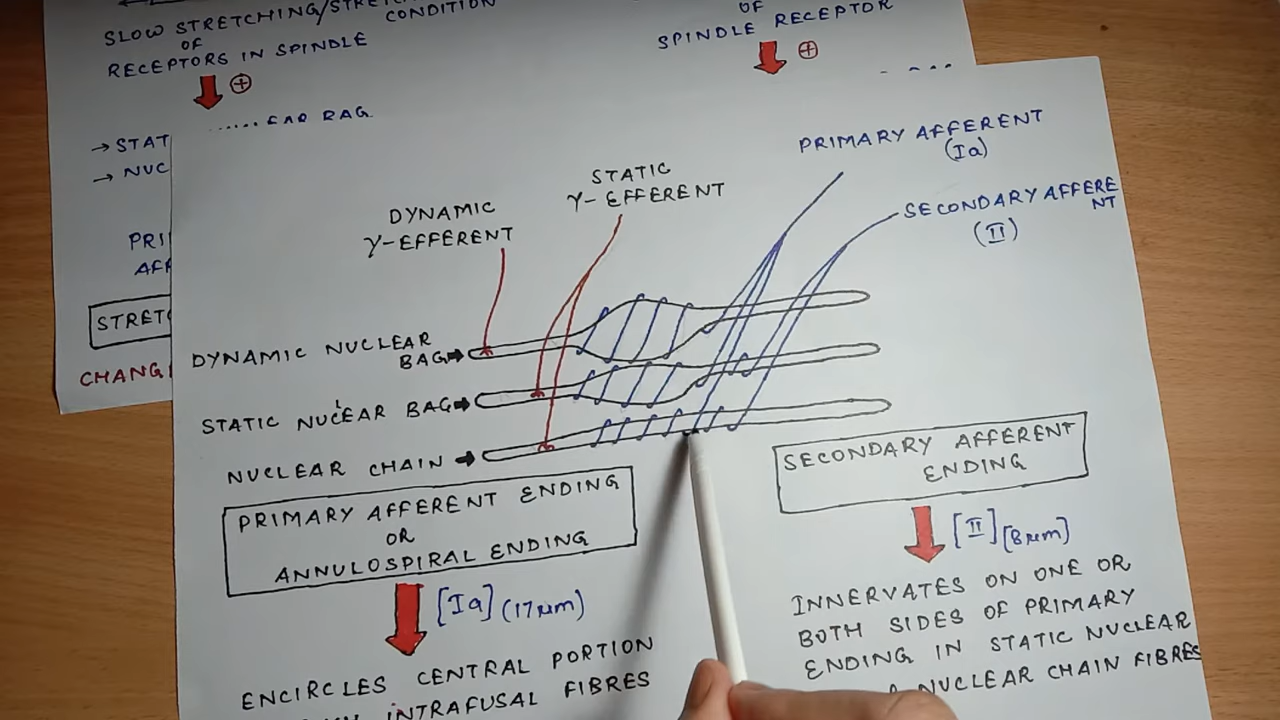 SLOW STRETCHING/
CONDITION
OF
RECEPTORS IN SPINDLE
+
→ STAT
→ NUC
BAG.
PRI
AFF
STRET
CHANG
OF
SPINDLE RECEPTOR
+
DYNAMIC
γ-EFFERENT
STATIC
γ-EFFERENT
PRIMARY AFFERENT
(Ia)
SECONDARY AFFERE
NT
(II)
DYNAMIC NUCLEAR
BAG
STATIC NUCLEAR BAG
NUCLEAR CHAIN
PRIMARY AFFERENT ENDING
OR
ANNULOSPIRAL ENDING
[Ia] (17μm)
ENCIRCLES CENTRAL PORTION
INTRAFUSAL FIBRES
SECONDARY AFFERENT
ENDING
[II] (8μm)
INNERVATES ON ONE OR
BOTH SIDES OF PRIMARY
ENDING IN STATIC NUCLEAR
NUCLEAR CHAIN FIBRES